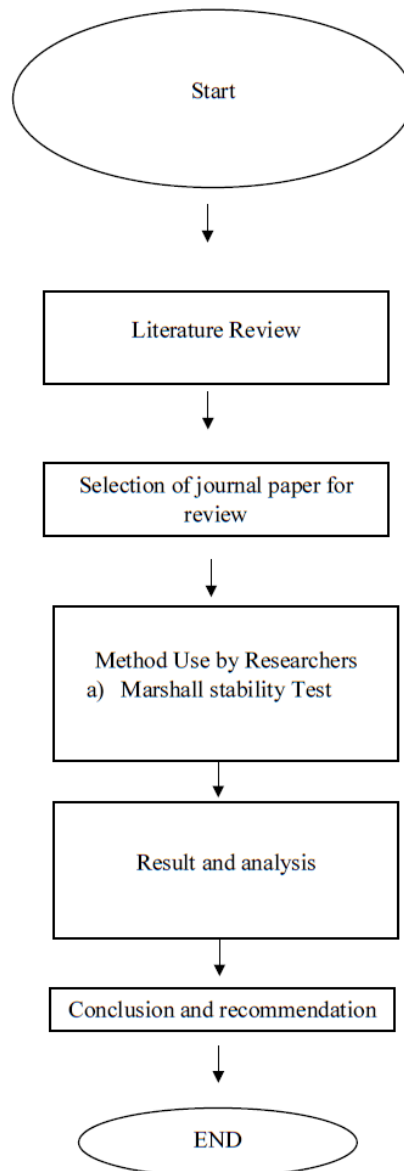 Start
Literature Review
Selection of journal paper for
review
Method Use by Researchers
a) Marshall stability Test
Result and analysis
Conclusion and recommendation
END